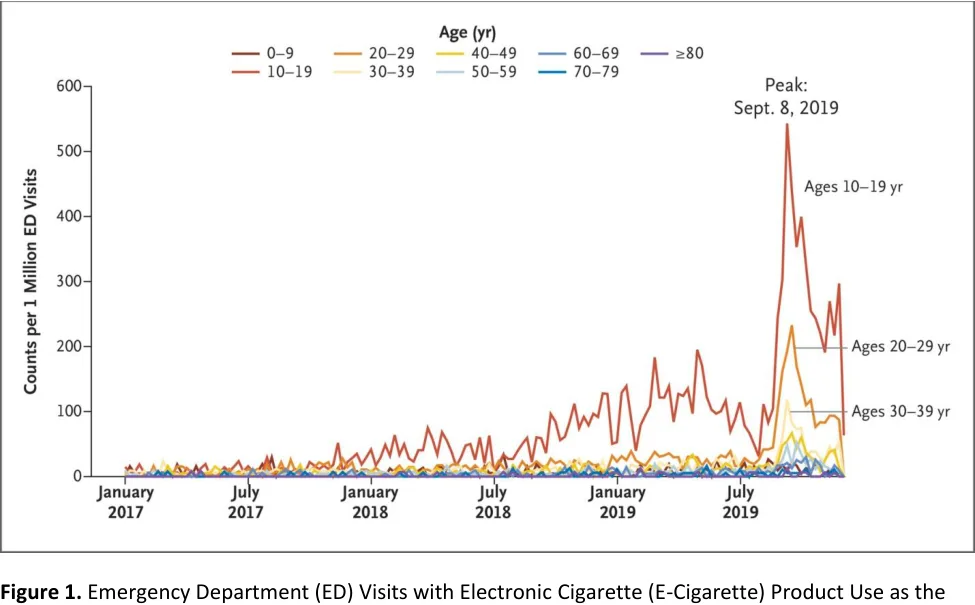 Age (yr)
0–9 20–29 40–49 60–69 ≥80
10–19 30–39 50–59 70–79
Peak:
Sept. 8, 2019
Ages 10–19 yr
Ages 20–29 yr
Ages 30–39 yr
Counts per 1 Million ED Visits
600
500
400
300
200
100
0
January 2017
July 2017
January 2018
July 2018
January 2019
July 2019
Figure 1. Emergency Department (ED) Visits with Electronic Cigarette (E-Cigarette) Product Use as the